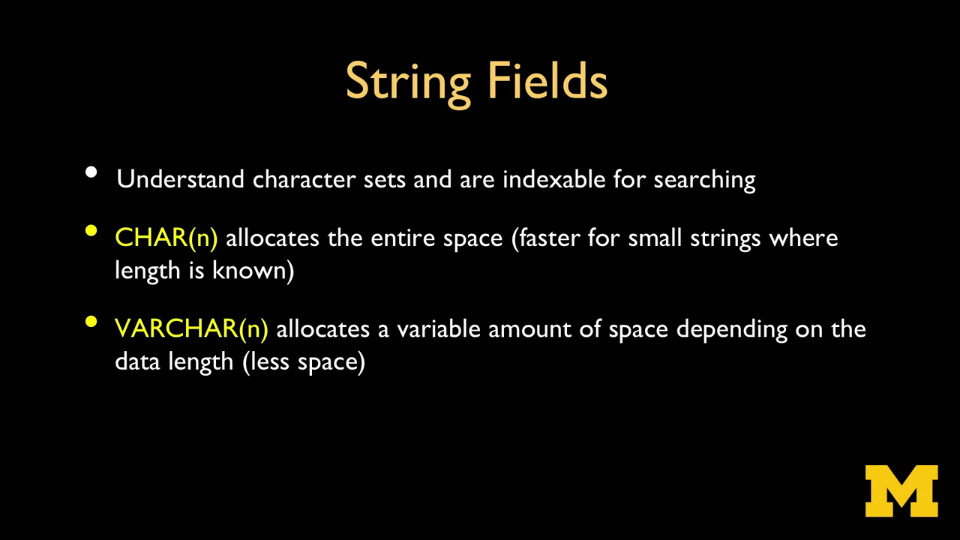 String Fields
• Understand character sets and are indexable for searching
• CHAR(n) allocates the entire space (faster for small strings where
length is known)
• VARCHAR(n) allocates a variable amount of space depending on the
data length (less space)
M